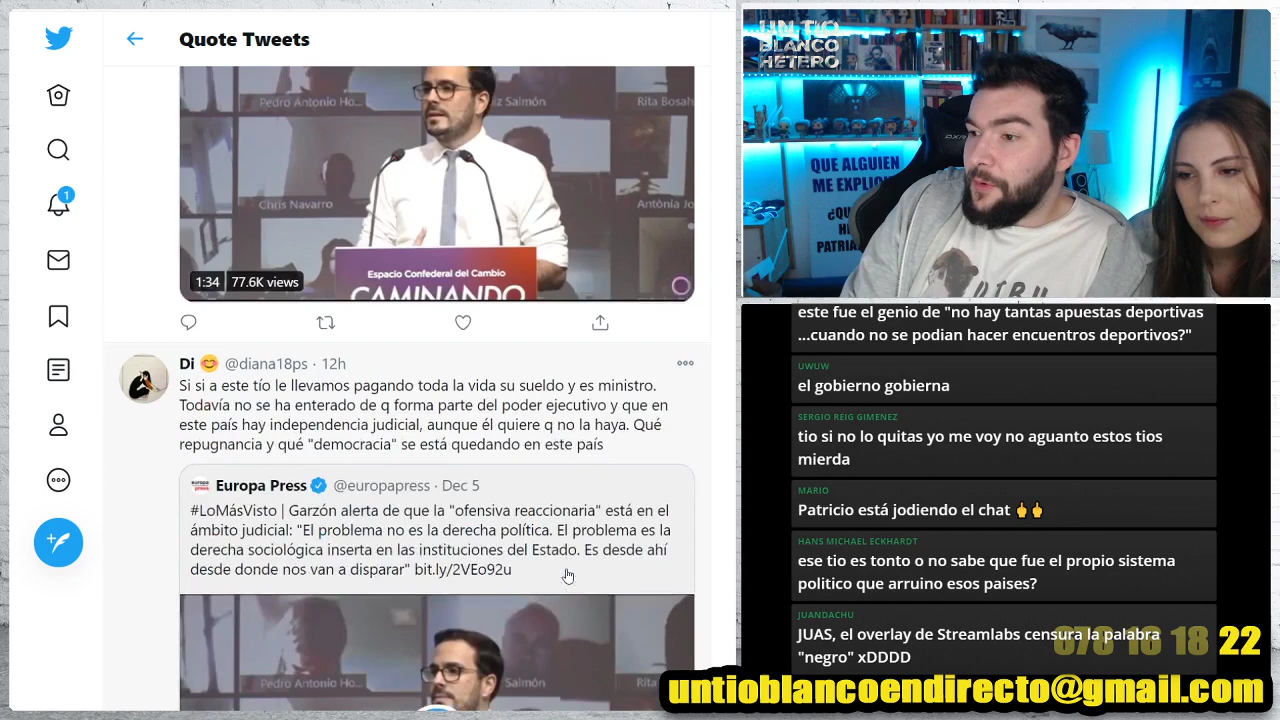 Quote Tweets
Pedro Antonio Ho...
iz Salmón
Rita Bosah
Chris Navarro
Antònia Jo
Espacio Confederal del Cambio
CAMINANDO
1:34
77.6K views
1
Di 😊 @diana18ps · 12h
Si si a este tío le llevamos pagando toda la vida su sueldo y es ministro.
Todavía no se ha enterado de q forma parte del poder ejecutivo y que en
este país hay independencia judicial, aunque él quiere q no la haya. Qué
repugnancia y qué "democracia" se está quedando en este país
europa press
Europa Press @europapress · Dec 5
#LoMásVisto | Garzón alerta de que la "ofensiva reaccionaria" está en el
ámbito judicial: "El problema no es la derecha política. El problema es la
derecha sociológica inserta en las instituciones del Estado. Es desde ahí
desde donde nos van a disparar" bit.ly/2VEo92u
Pedro Antonio Ho...
iz Salmón
Rita Bosah
UN TIO
BLANCO
HETERO
DXR
QUE ALGUIEN
ME EXPLIQ
¿QU
HE
PATRIA
este fue el genio de "no hay tantas apuestas deportivas
...cuando no se podian hacer encuentros deportivos?"
UWUW
el gobierno gobierna
SERGIO REIG GIMENEZ
tio si no lo quitas yo me voy no aguanto estos tios
mierda
MARIO
Patricio está jodiendo el chat 🖕🖕
HANS MICHAEL ECKHARDT
ese tio es tonto o no sabe que fue el propio sistema
politico que arruino esos paises?
JUANDACHU
JUAS, el overlay de Streamlabs censura la palabra
"negro" xDDDD
22
untioblancoendirecto@gmail.com